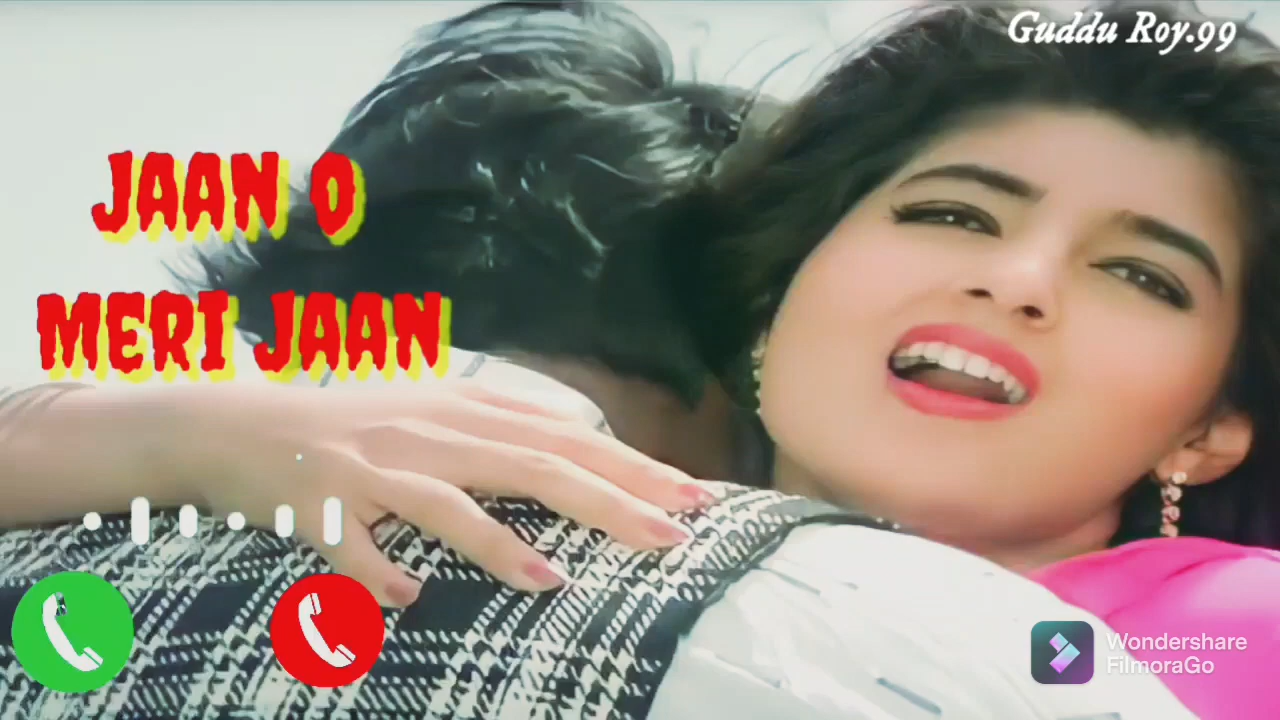 Guddu Roy.99
JAAN O
MERI JAAN
Wondershare
FilmoraGo